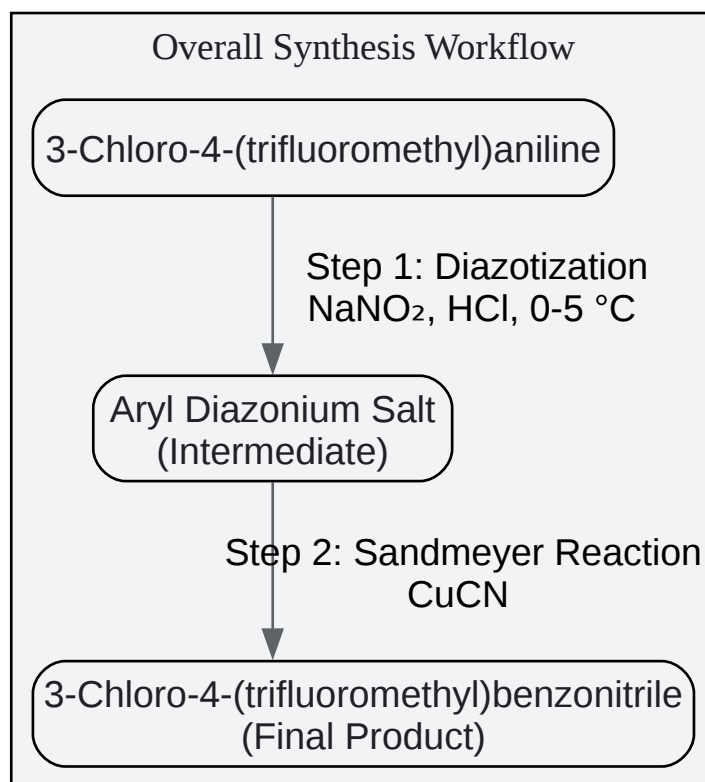 Overall Synthesis Workflow
3-Chloro-4-(trifluoromethyl)aniline
Step 1: Diazotization
NaNO₂, HCl, 0-5 °C
Aryl Diazonium Salt
(Intermediate)
Step 2: Sandmeyer Reaction
CuCN
3-Chloro-4-(trifluoromethyl)benzonitrile
(Final Product)